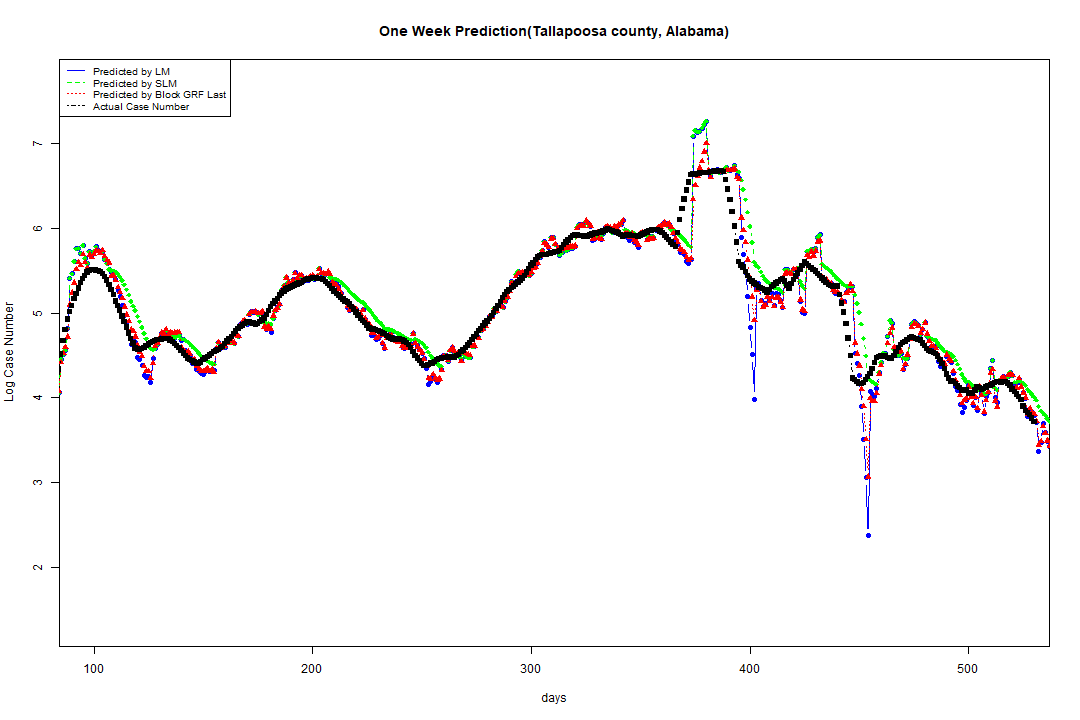 One Week Prediction(Tallapoosa county, Alabama)
Predicted by LM
Predicted by SLM
Predicted by Block GRF Last
Actual Case Number
7
6
5
4
3
2
Log Case Number
100 200 300 400 500
days